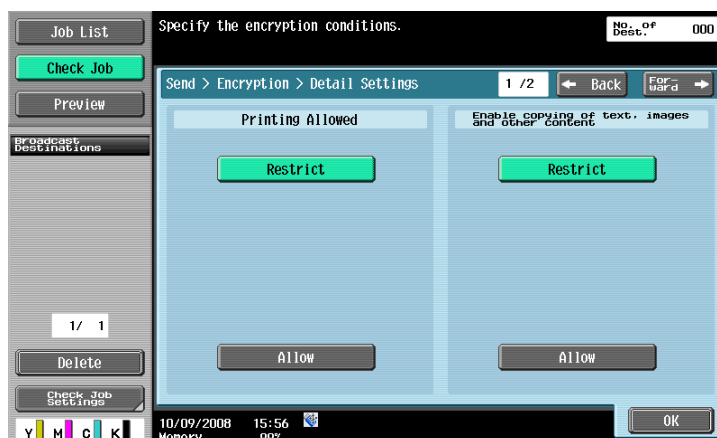 Job List
Check Job
Preview
Broadcast
Destinations
1/ 1
Delete
Check Job
Settings
Y M C K
Specify the encryption conditions.
No. of
Dest.
000
Send > Encryption > Detail Settings
1 /2
← Back
For-
ward →
Printing Allowed
Enable copying of text, images
and other content
Restrict
Restrict
Allow
Allow
10/09/2008 15:56
Memory
OK